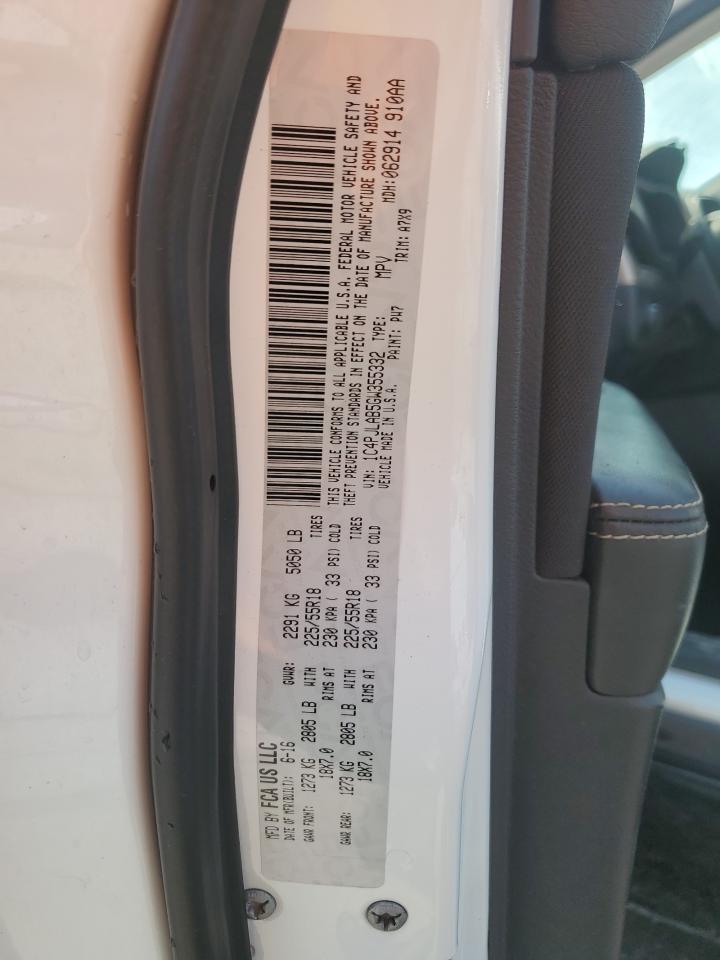 MFD BY FCA US LLC
DATE OF MFR(BUILT): 6-16 GVWR: 2291 KG 5050 LB
GAWR FRONT: 1273 KG 2805 LB WITH 225/55R18 TIRES
18X7.0 RIMS AT 230 KPA ( 33 PSI) COLD
GAWR REAR: 1273 KG 2805 LB WITH 225/55R18 TIRES
18X7.0 RIMS AT 230 KPA ( 33 PSI) COLD
THIS VEHICLE CONFORMS TO ALL APPLICABLE U.S.A. FEDERAL MOTOR VEHICLE SAFETY AND
THEFT PREVENTION STANDARDS IN EFFECT ON THE DATE OF MANUFACTURE SHOWN ABOVE.
VIN: 1C4PJLAB5GW355332 TYPE: MPV MDH:062914 910AA
VEHICLE MADE IN U.S.A. PAINT: PW7 TRIM: A7X9